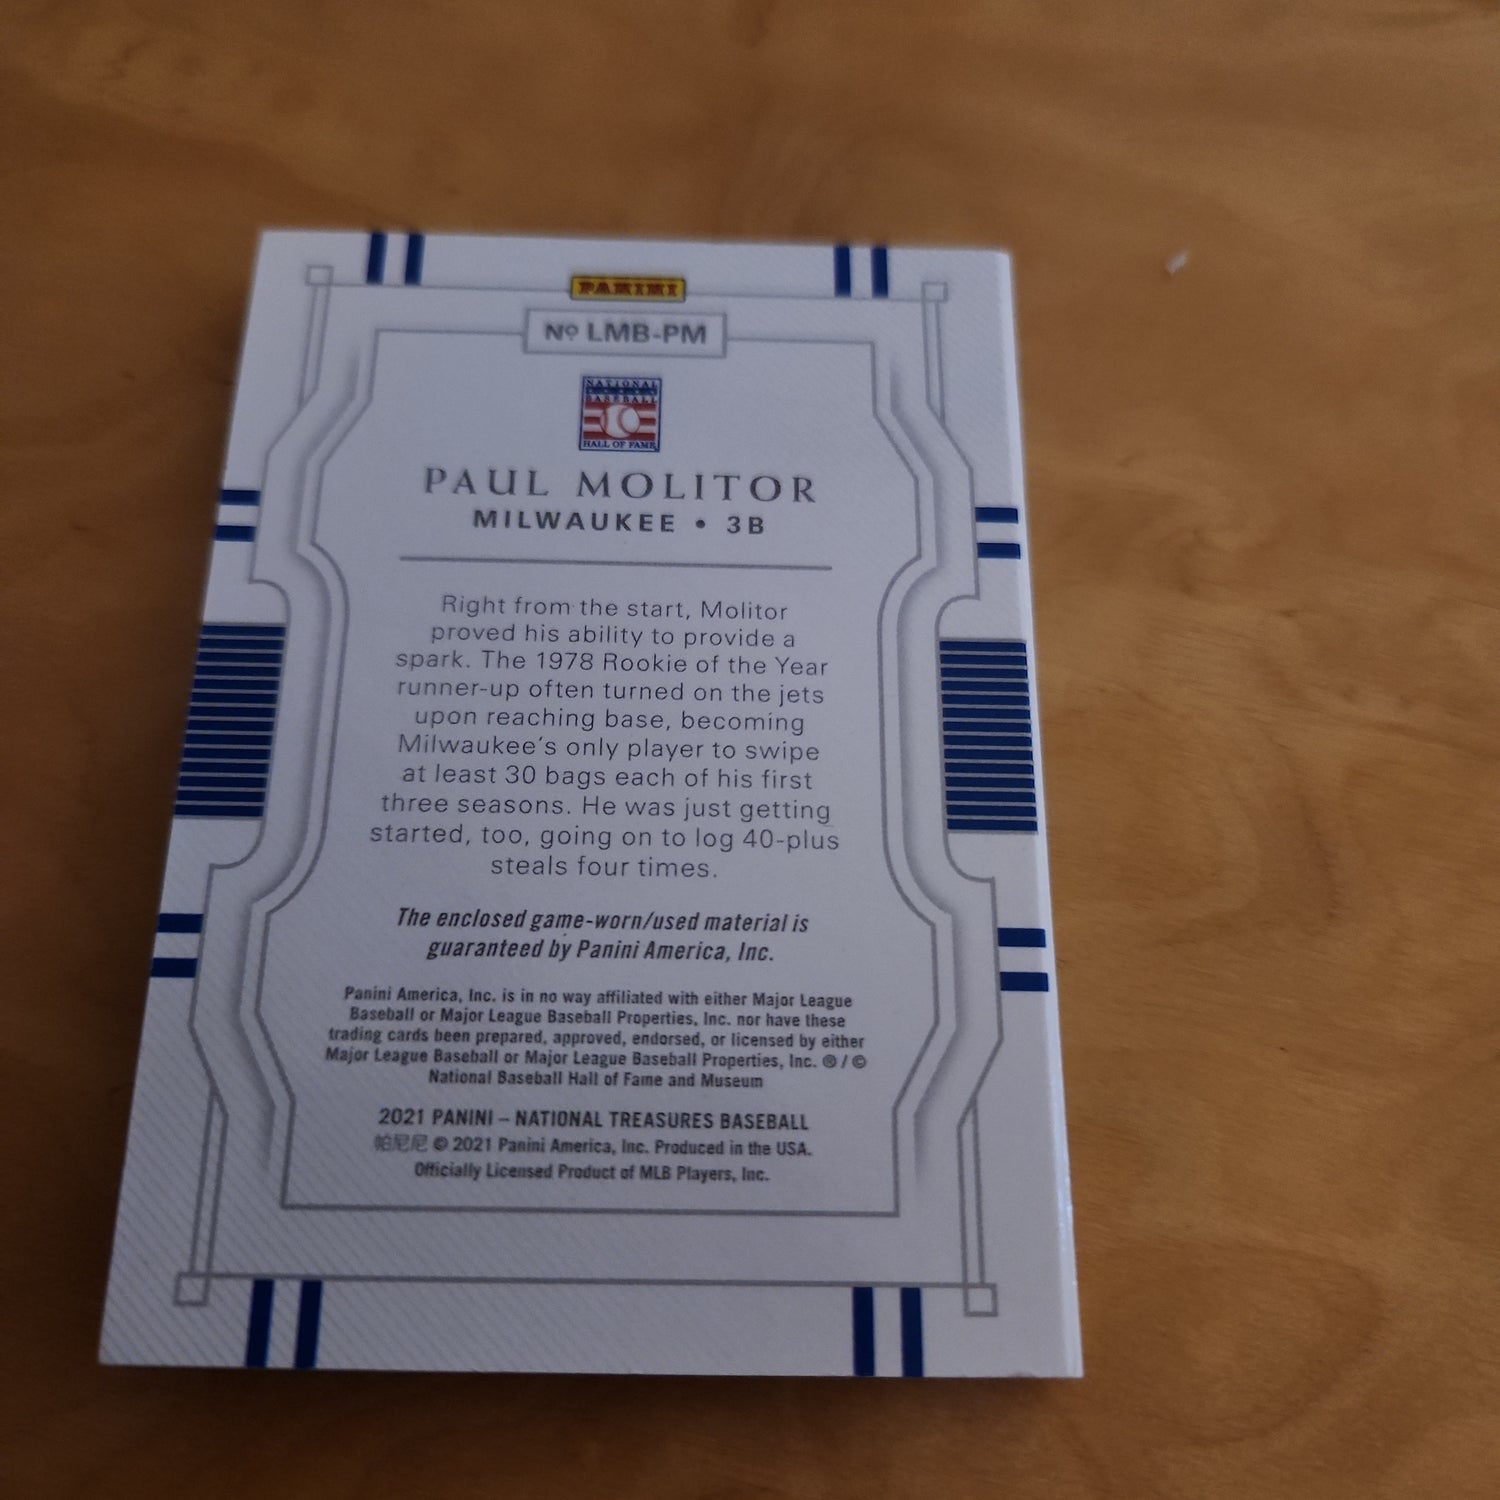 PANINI
Nº LMB-PM
NATIONAL
BASEBALL
HALL OF FAME
PAUL MOLITOR
MILWAUKEE • 3B
Right from the start, Molitor
proved his ability to provide a
spark. The 1978 Rookie of the Year
runner-up often turned on the jets
upon reaching base, becoming
Milwaukee's only player to swipe
at least 30 bags each of his first
three seasons. He was just getting
started, too, going on to log 40-plus
steals four times.
The enclosed game-worn/used material is
guaranteed by Panini America, Inc.
Panini America, Inc. is in no way affiliated with either Major League
Baseball or Major League Baseball Properties, Inc. nor have these
trading cards been prepared, approved, endorsed, or licensed by either
Major League Baseball or Major League Baseball Properties, Inc. ® / ©
National Baseball Hall of Fame and Museum
2021 PANINI – NATIONAL TREASURES BASEBALL
帕尼尼 © 2021 Panini America, Inc. Produced in the USA.
Officially Licensed Product of MLB Players, Inc.